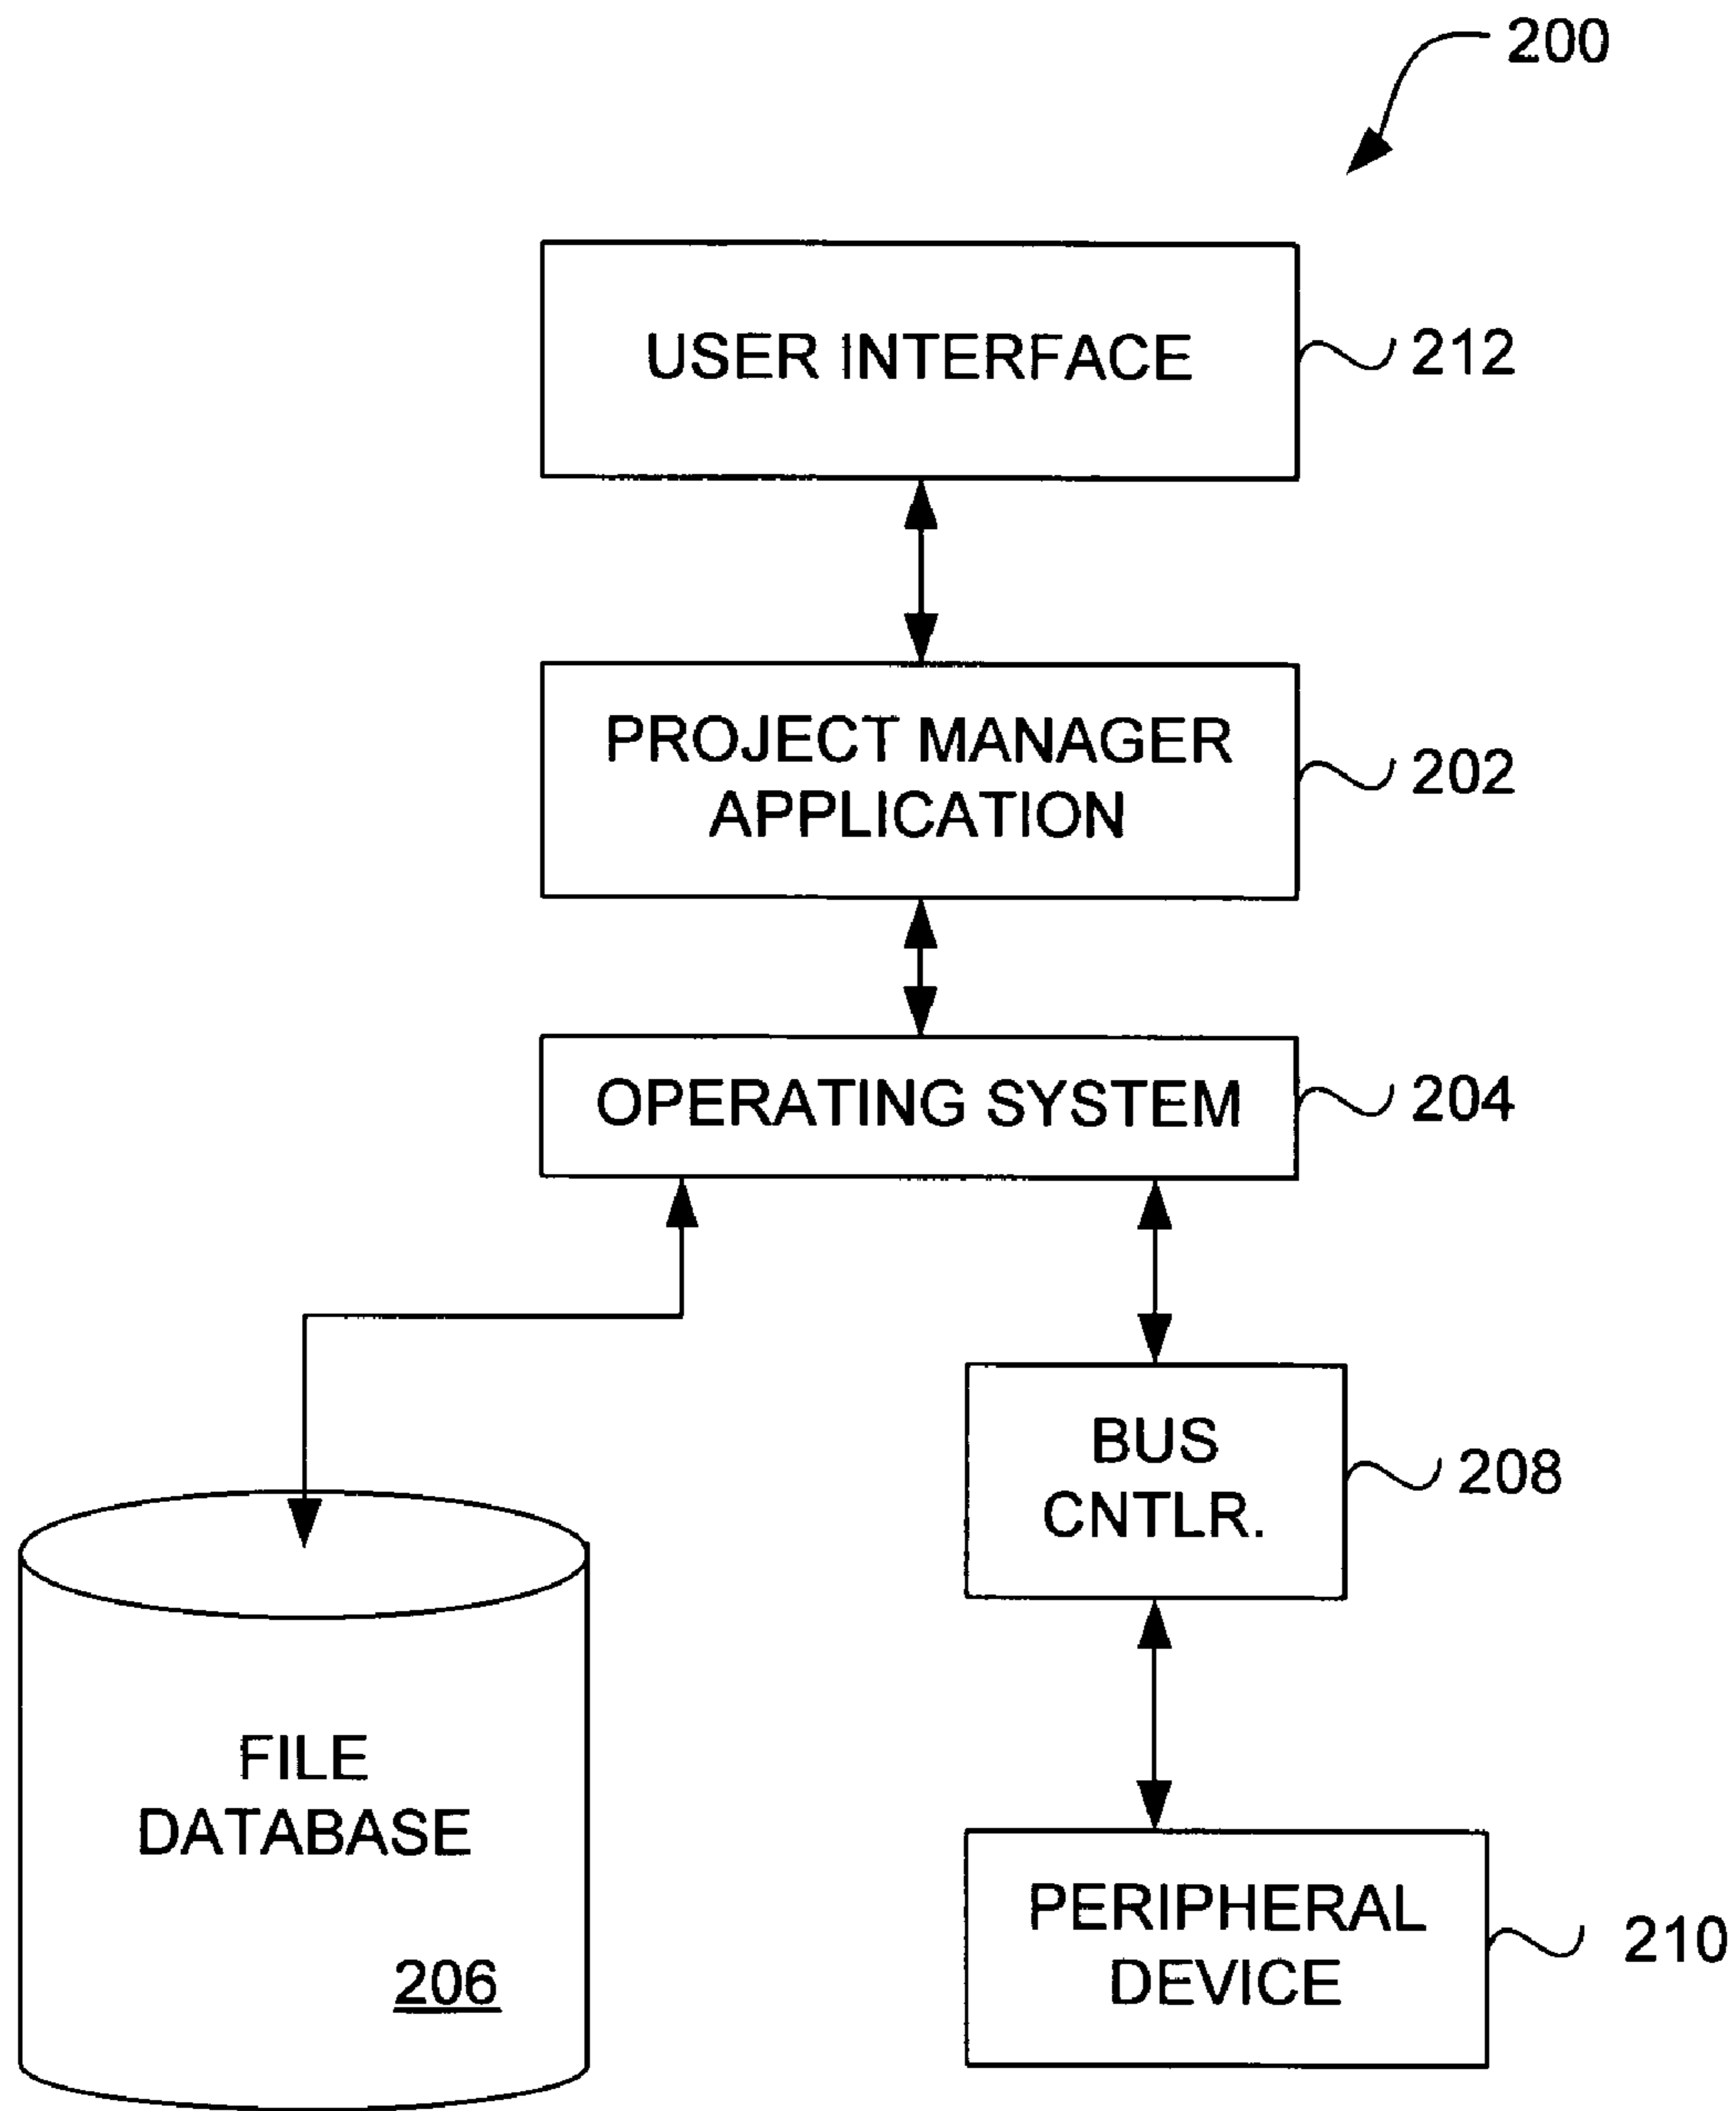 200
USER INTERFACE
212
PROJECT MANAGER
APPLICATION
202
OPERATING SYSTEM
204
BUS
CNTLR.
208
FILE
DATABASE
206
PERIPHERAL
DEVICE
210